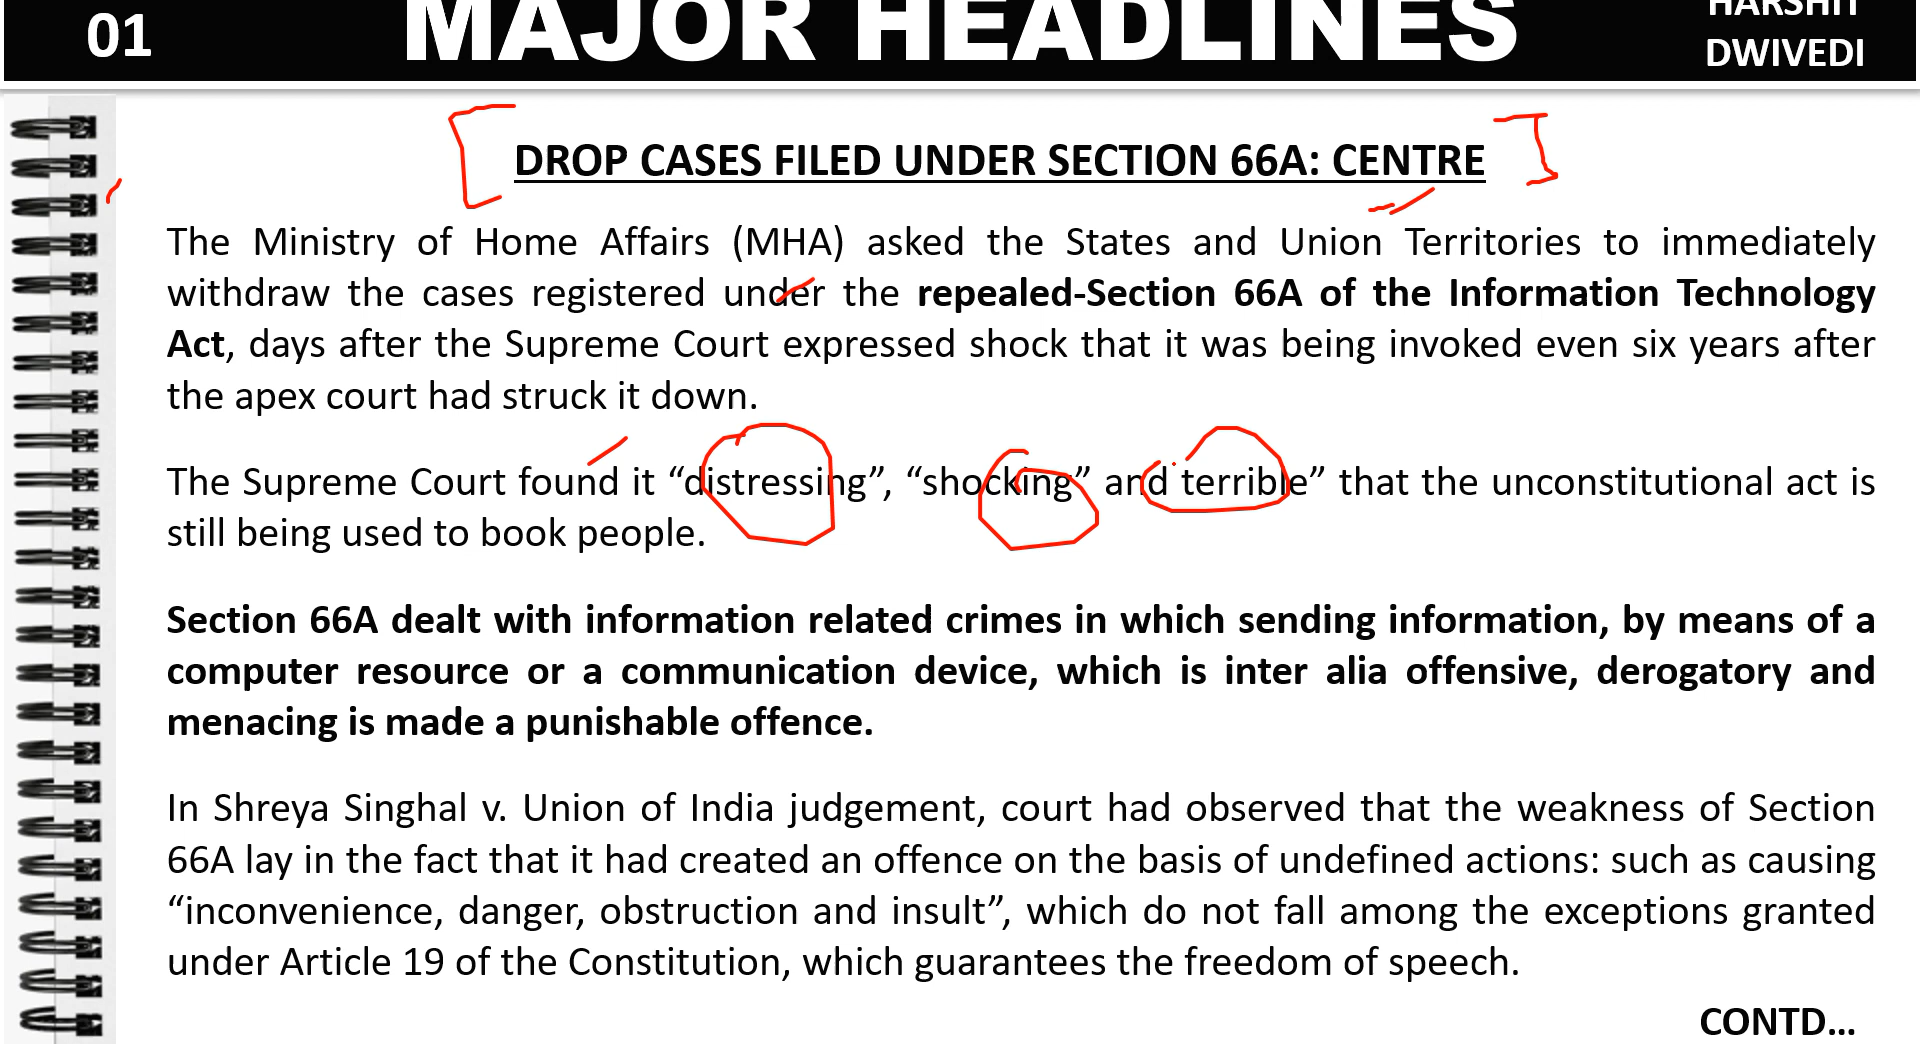 01
MAJOR HEADLINES
HARSHIT
DWIVEDI
DROP CASES FILED UNDER SECTION 66A: CENTRE
The Ministry of Home Affairs (MHA) asked the States and Union Territories to immediately
withdraw the cases registered under the repealed-Section 66A of the Information Technology
Act, days after the Supreme Court expressed shock that it was being invoked even six years after
the apex court had struck it down.
The Supreme Court found it “distressing”, “shocking” and terrible” that the unconstitutional act is
still being used to book people.
Section 66A dealt with information related crimes in which sending information, by means of a
computer resource or a communication device, which is inter alia offensive, derogatory and
menacing is made a punishable offence.
In Shreya Singhal v. Union of India judgement, court had observed that the weakness of Section
66A lay in the fact that it had created an offence on the basis of undefined actions: such as causing
“inconvenience, danger, obstruction and insult”, which do not fall among the exceptions granted
under Article 19 of the Constitution, which guarantees the freedom of speech.
CONTD...